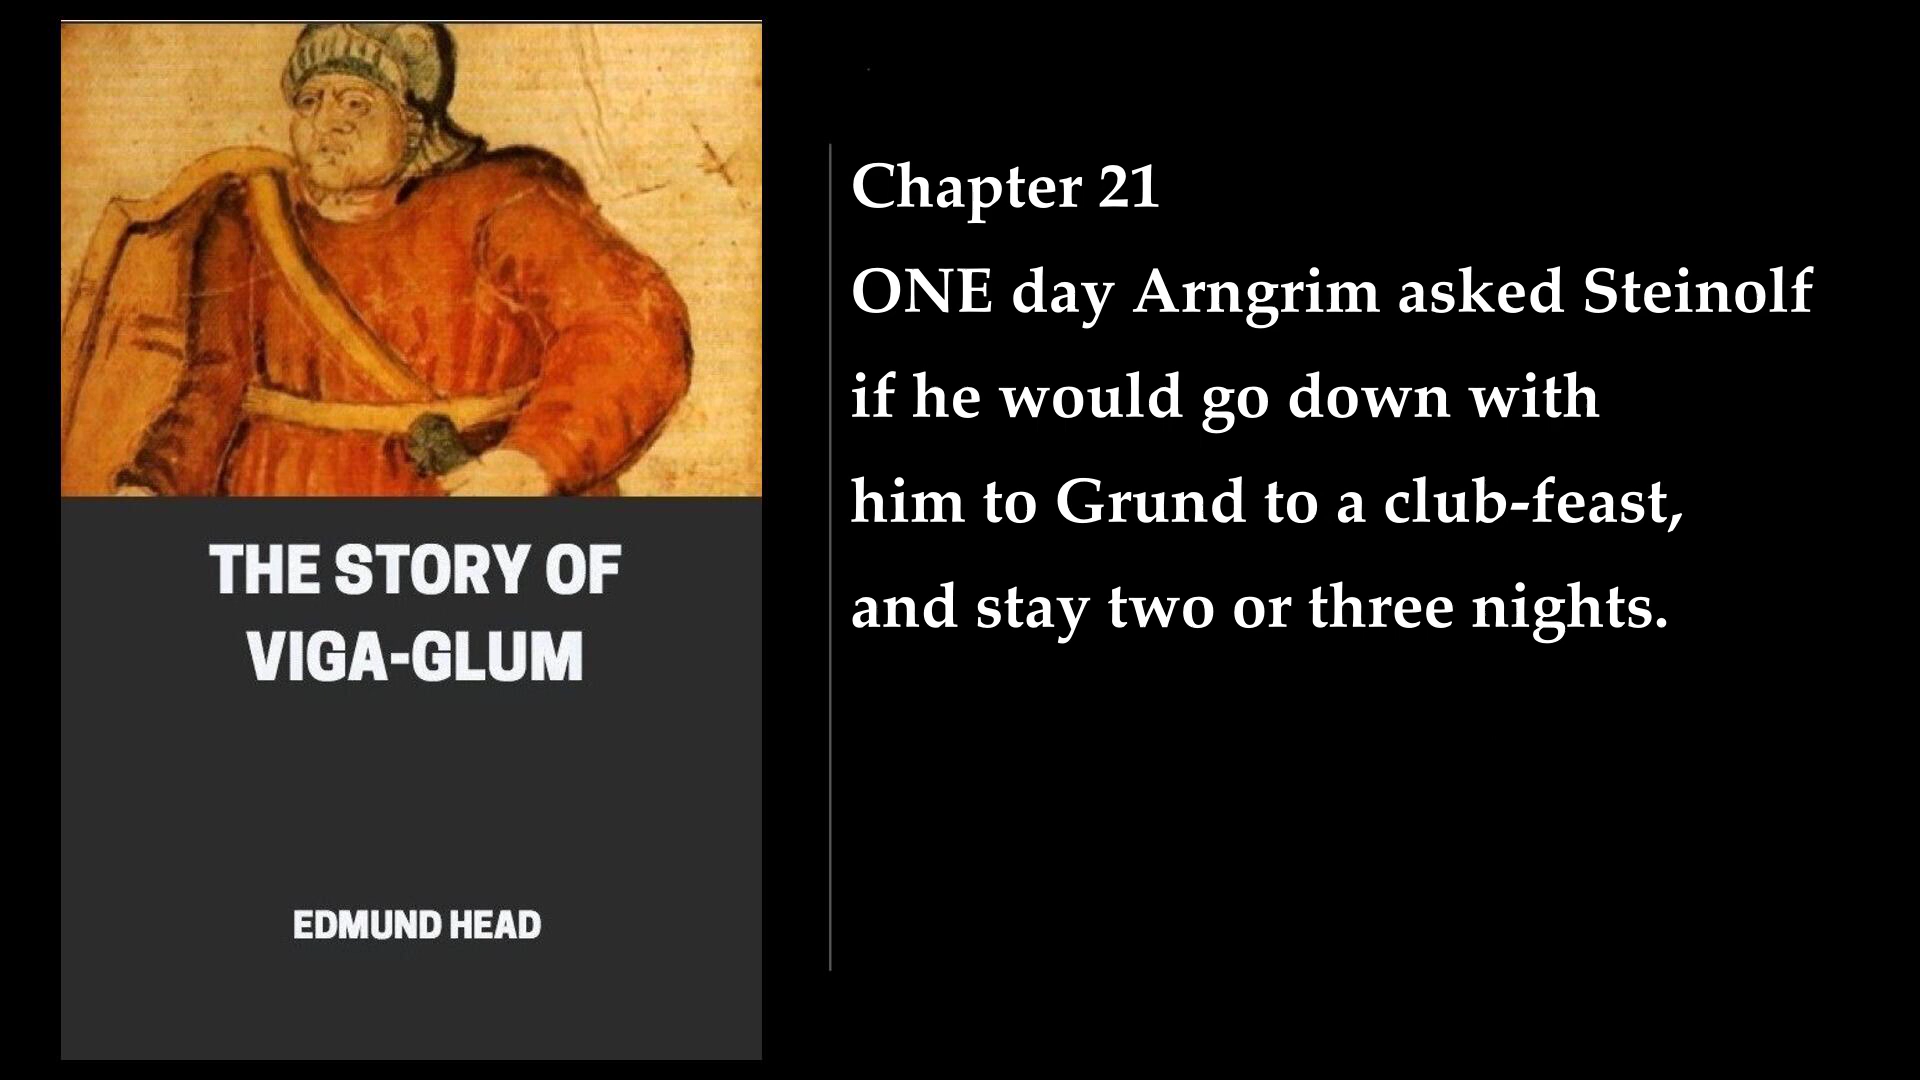 THE STORY OF
VIGA-GLUM
EDMUND HEAD
Chapter 21
ONE day Arngrim asked Steinolf
if he would go down with
him to Grund to a club-feast,
and stay two or three nights.